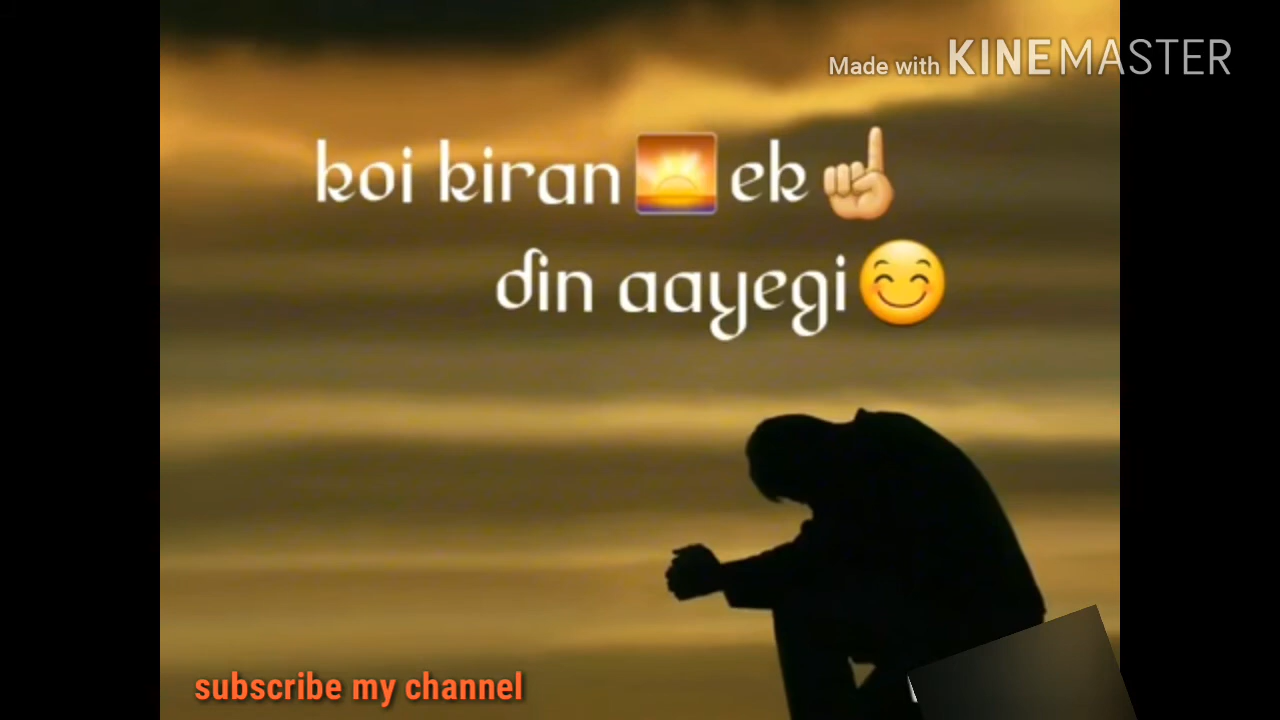 Made with KINEMASTER
koi kiran🌅ek☝
din aayegi😊
subscribe my channel